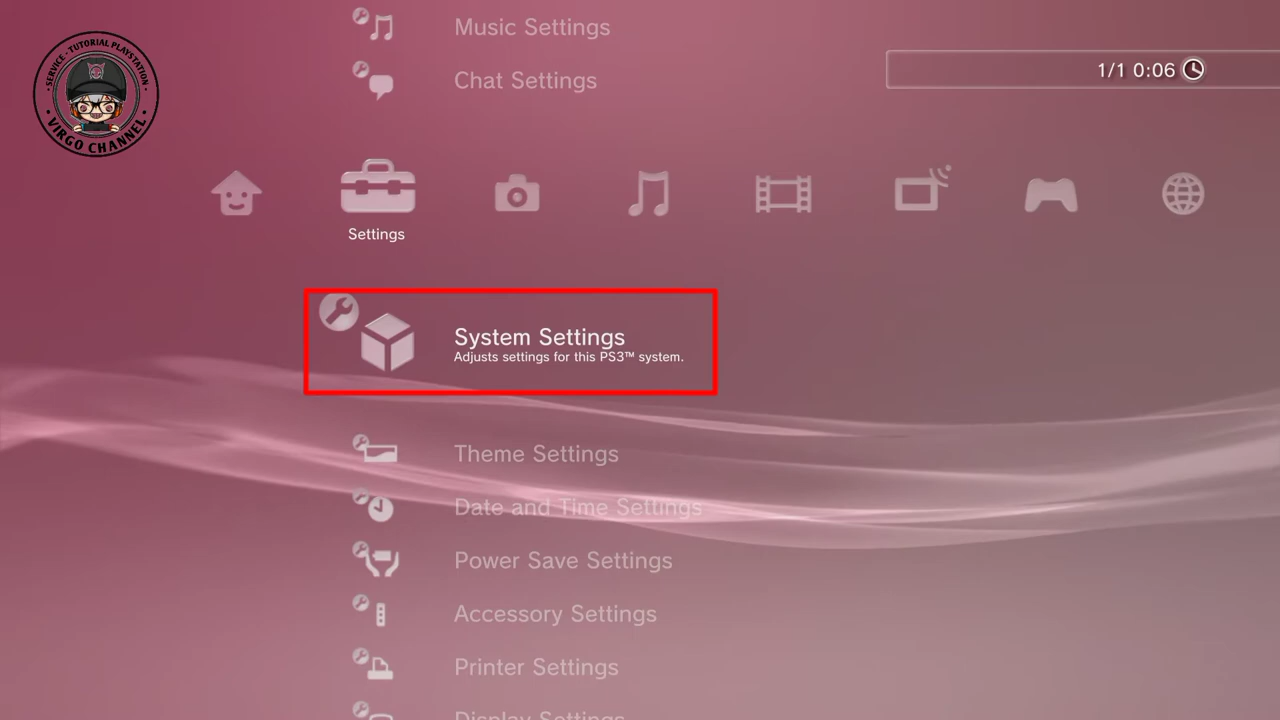 Music Settings
Chat Settings
SERVICE - TUTORIAL PLAYSTATION
VIRGO CHANNEL
1/1 0:06
Settings
System Settings
Adjusts settings for this PS3™ system.
Theme Settings
Date and Time Settings
Power Save Settings
Accessory Settings
Printer Settings
Display Settings